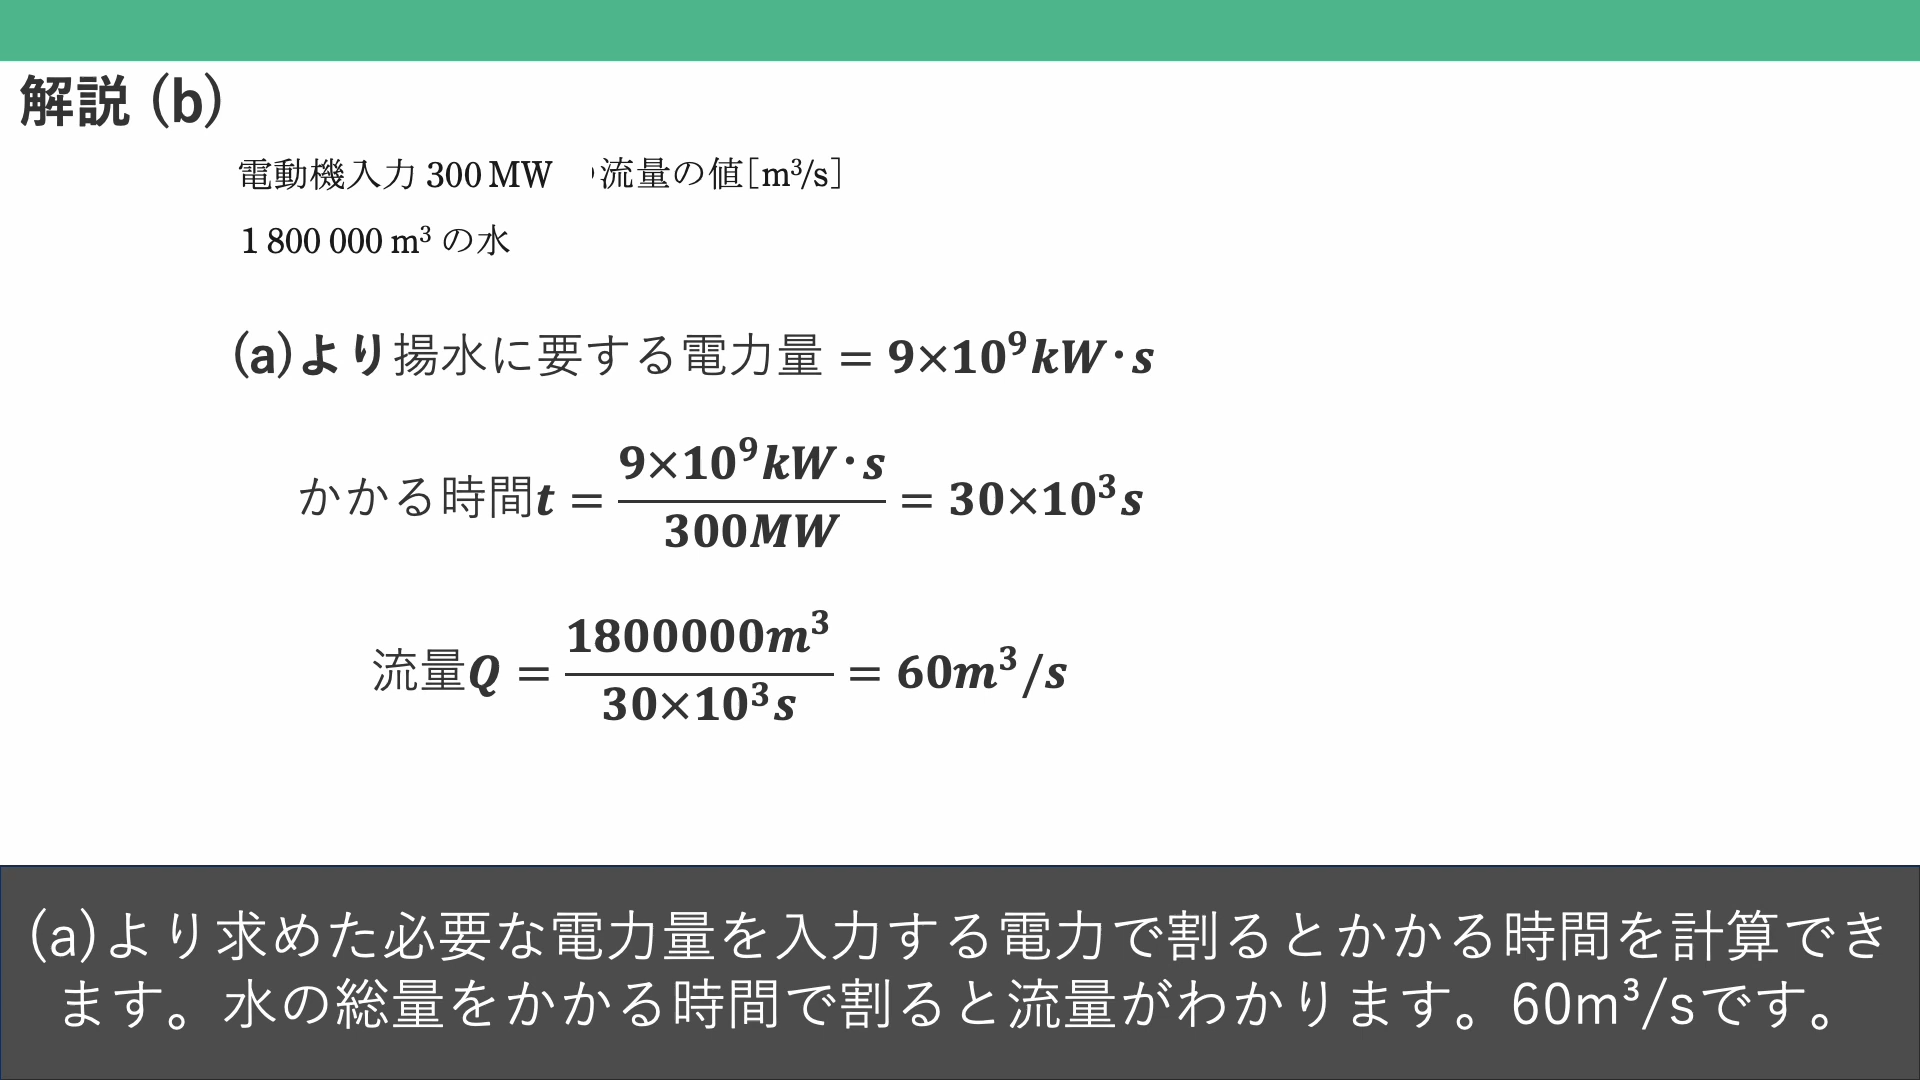 解説 (b)
電動機入力 300 MW 流量の値[m³/s]
1 800 000 m³ の水
(a)より揚水に要する電力量 = 9×10⁹kW·s
かかる時間t = 9×10⁹kW·s / 300MW = 30×10³s
流量Q = 1800000m³ / 30×10³s = 60m³/s
(a)より求めた必要な電力量を入力する電力で割るとかかる時間を計算でき
ます。水の総量をかかる時間で割ると流量がわかります。60m³/sです。